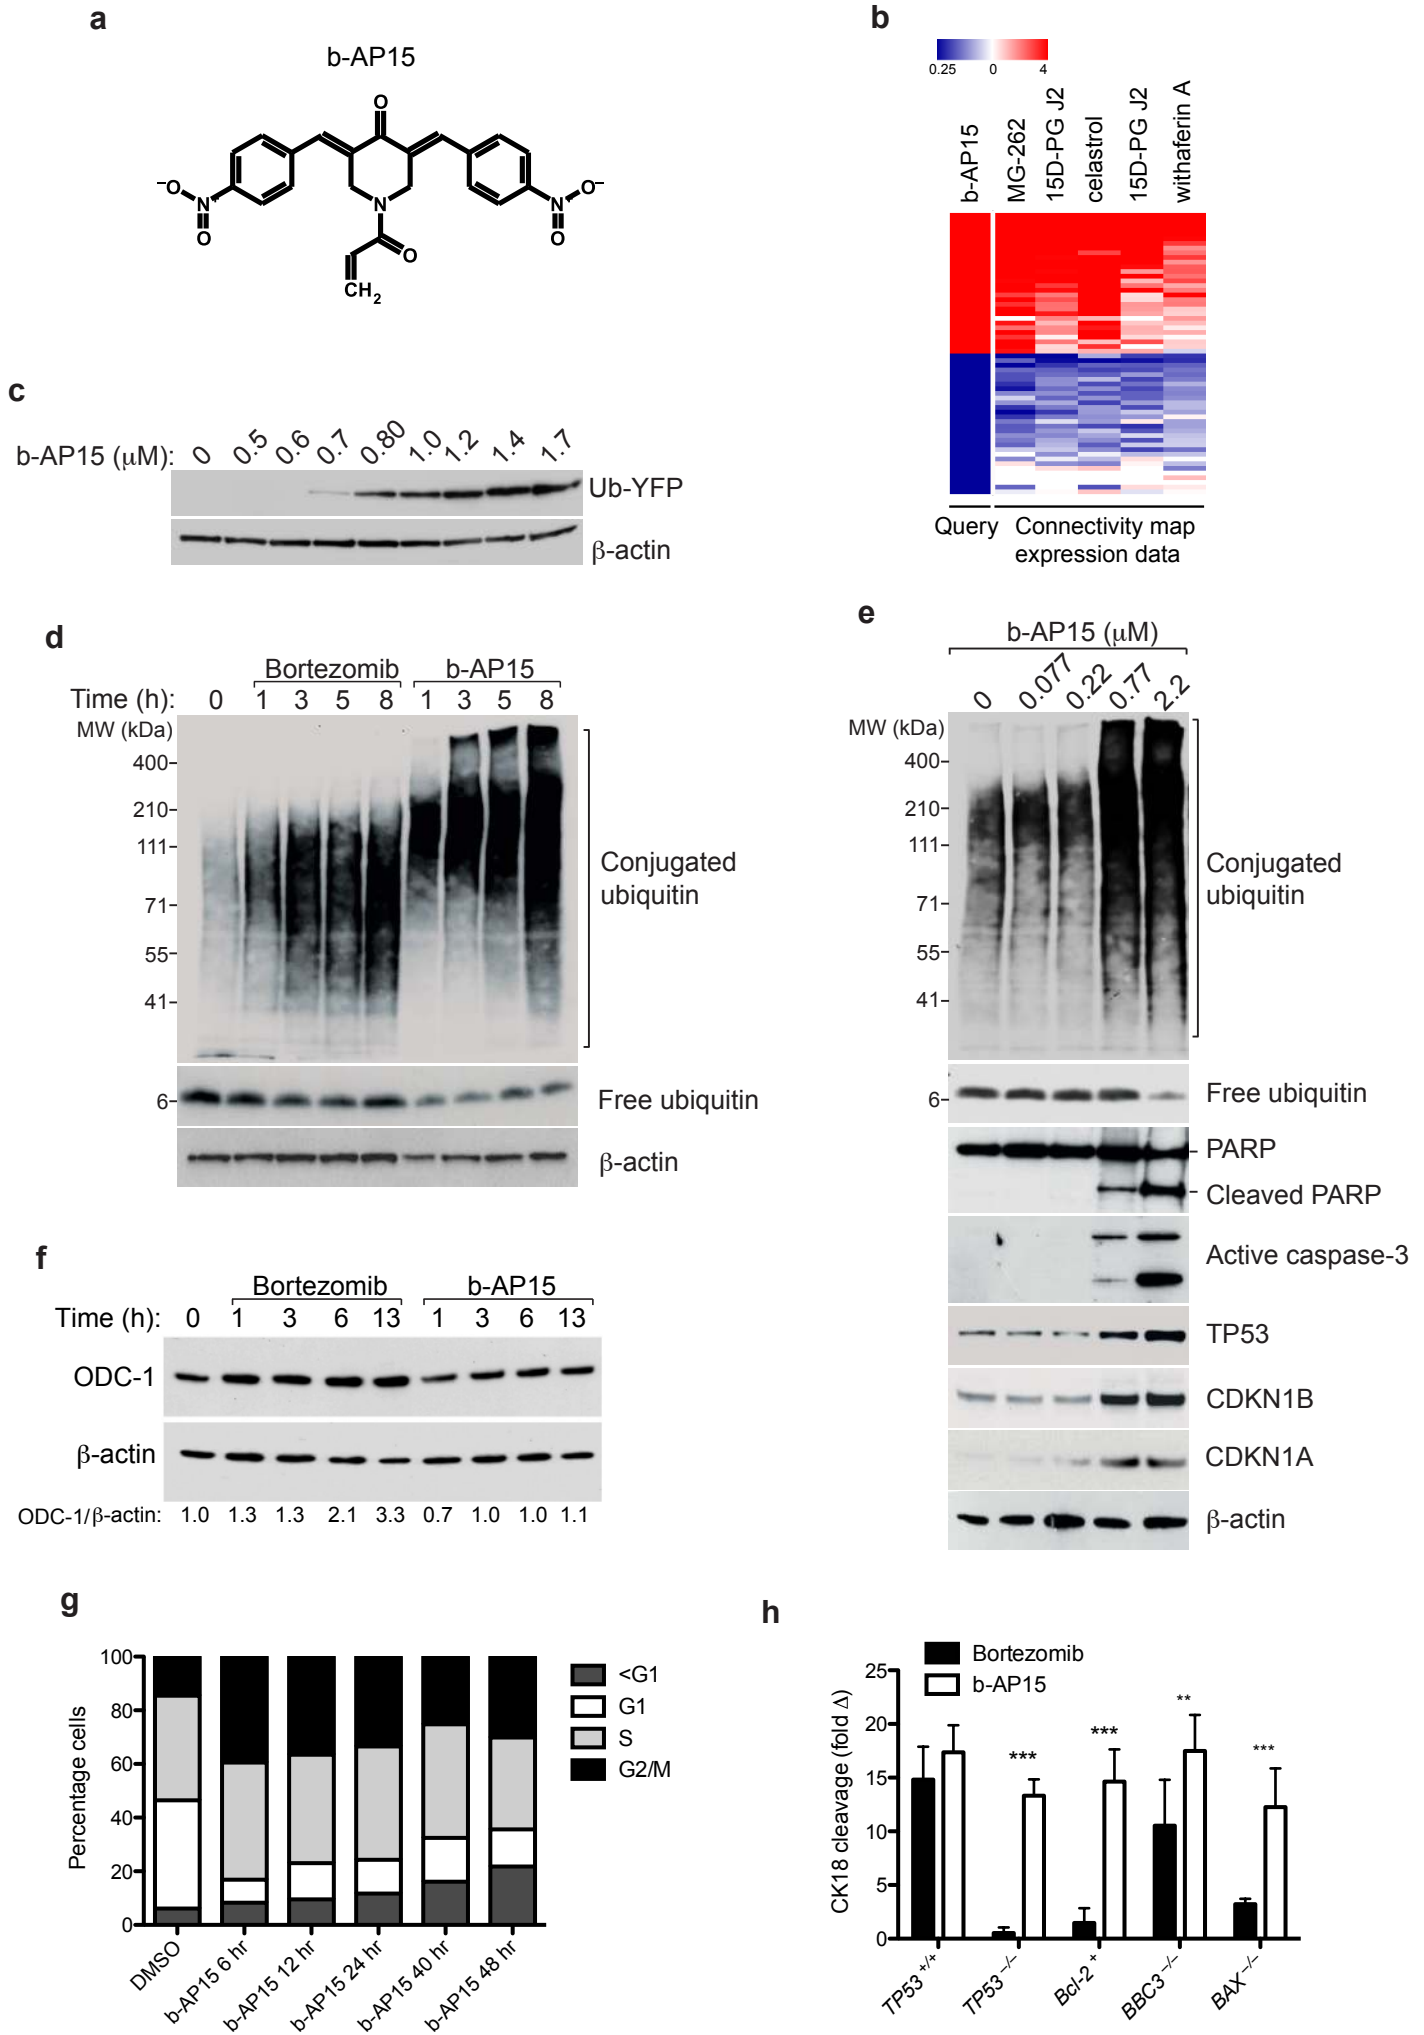 a
b-AP15
O
−O
N+
O
N
O
CH2
N+
O−
O
b
0.25 0 4
b-AP15
MG-262
15D-PG J2
celastrol
15D-PG J2
withaferin A
Query
Connectivity map
expression data
c
b-AP15 (µM): 0 0.5 0.6 0.7 0.80 1.0 1.2 1.4 1.7
Ub-YFP
β-actin
d
Bortezomib b-AP15
Time (h): 0 1 3 5 8 1 3 5 8
MW (kDa)
400
210
111
71
55
41
Conjugated
ubiquitin
6
Free ubiquitin
β-actin
e
b-AP15 (µM)
0 0.077 0.22 0.77 2.2
MW (kDa)
400
210
111
71
55
41
Conjugated
ubiquitin
6
Free ubiquitin
PARP
Cleaved PARP
Active caspase-3
TP53
CDKN1B
CDKN1A
β-actin
f
Bortezomib b-AP15
Time (h): 0 1 3 6 13 1 3 6 13
ODC-1
β-actin
ODC-1/β-actin: 1.0 1.3 1.3 2.1 3.3 0.7 1.0 1.0 1.1
g
Percentage cells
100
80
60
40
20
0
DMSO
b-AP15 6 hr
b-AP15 12 hr
b-AP15 24 hr
b-AP15 40 hr
b-AP15 48 hr
<G1
G1
S
G2/M
h
Bortezomib
b-AP15
CK18 cleavage (fold Δ)
25
20
15
10
5
0
***
***
**
***
TP53+/+
TP53−/−
Bcl-2+
BBC3−/−
BAX−/−